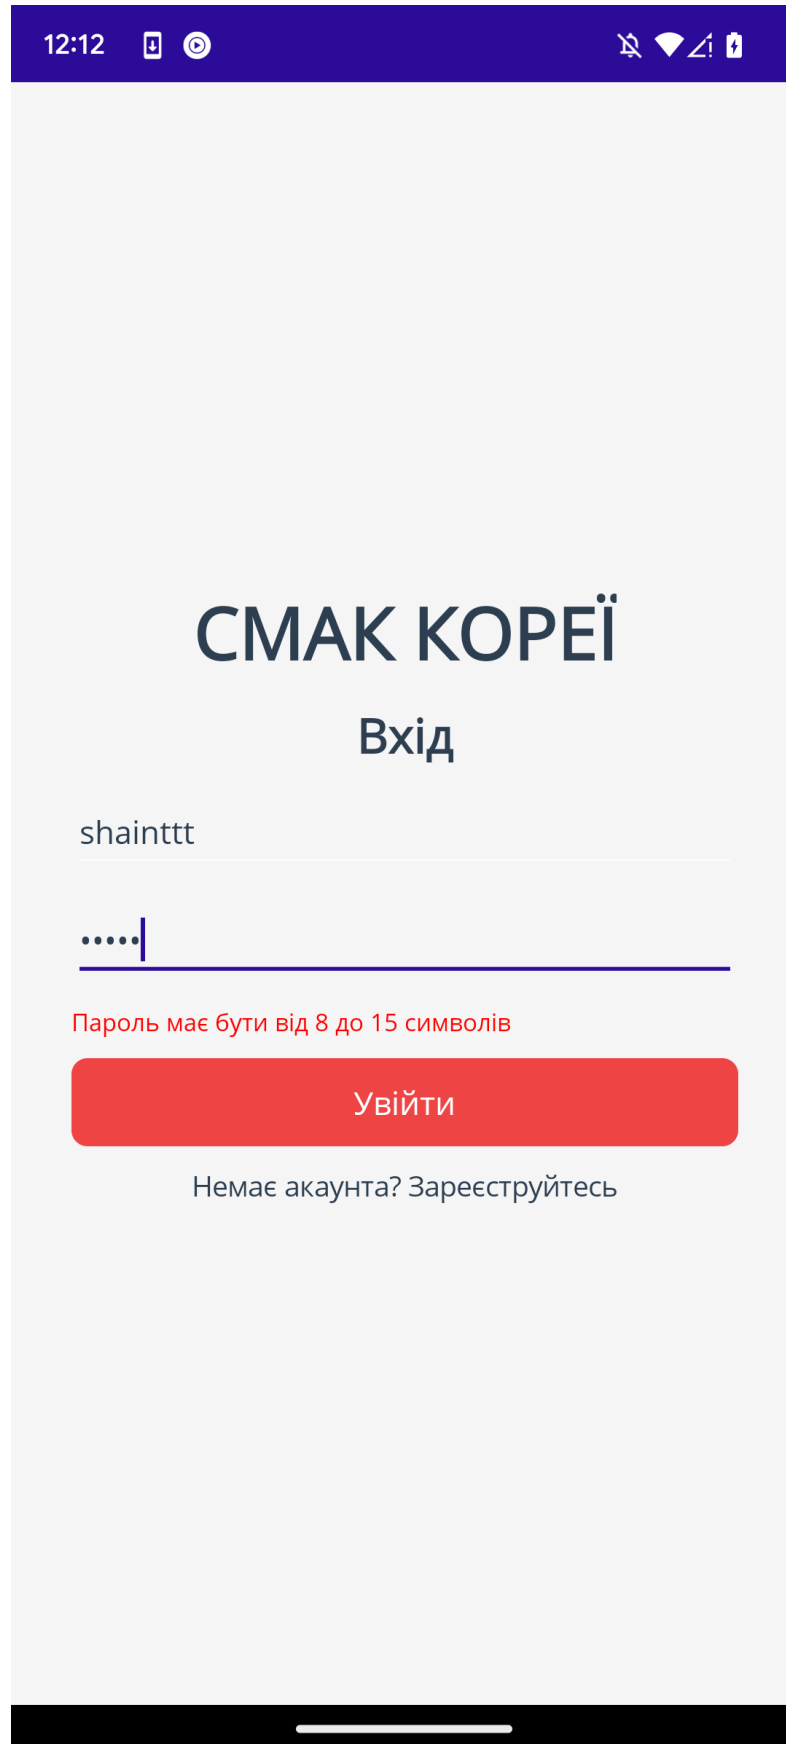 12:12
СМАК КОРЕЇ
Вхід
shainttt
•••••
Пароль має бути від 8 до 15 символів
Увійти
Немає акаунта? Зареєструйтесь